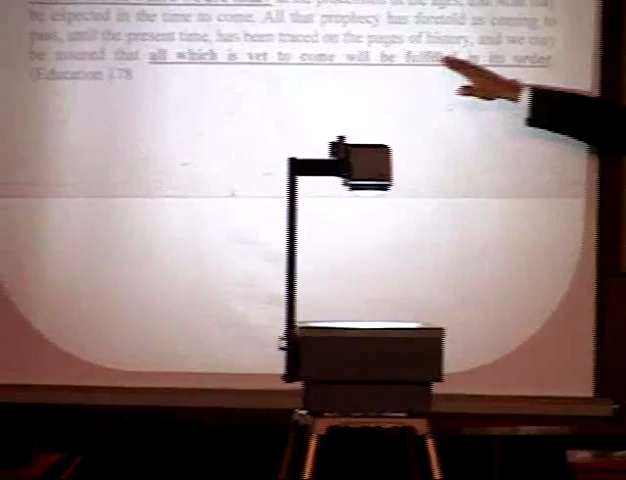 be expected in the time to come. All that prophecy has foretold as coming to
pass, until the present time, has been traced on the pages of history, and we may
be assured that all which is yet to come will be fulfilled in its order
(Education 178